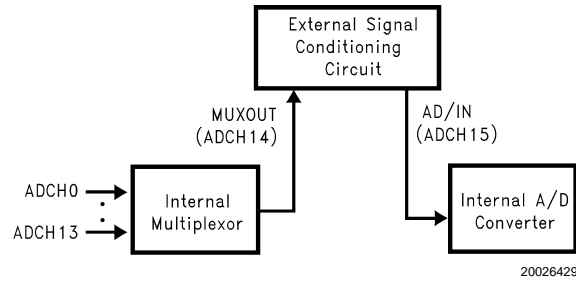 External Signal
Conditioning
Circuit
MUXOUT
(ADCH14)
AD/IN
(ADCH15)
ADCH0
ADCH13
Internal
Multiplexor
Internal A/D
Converter
20026429